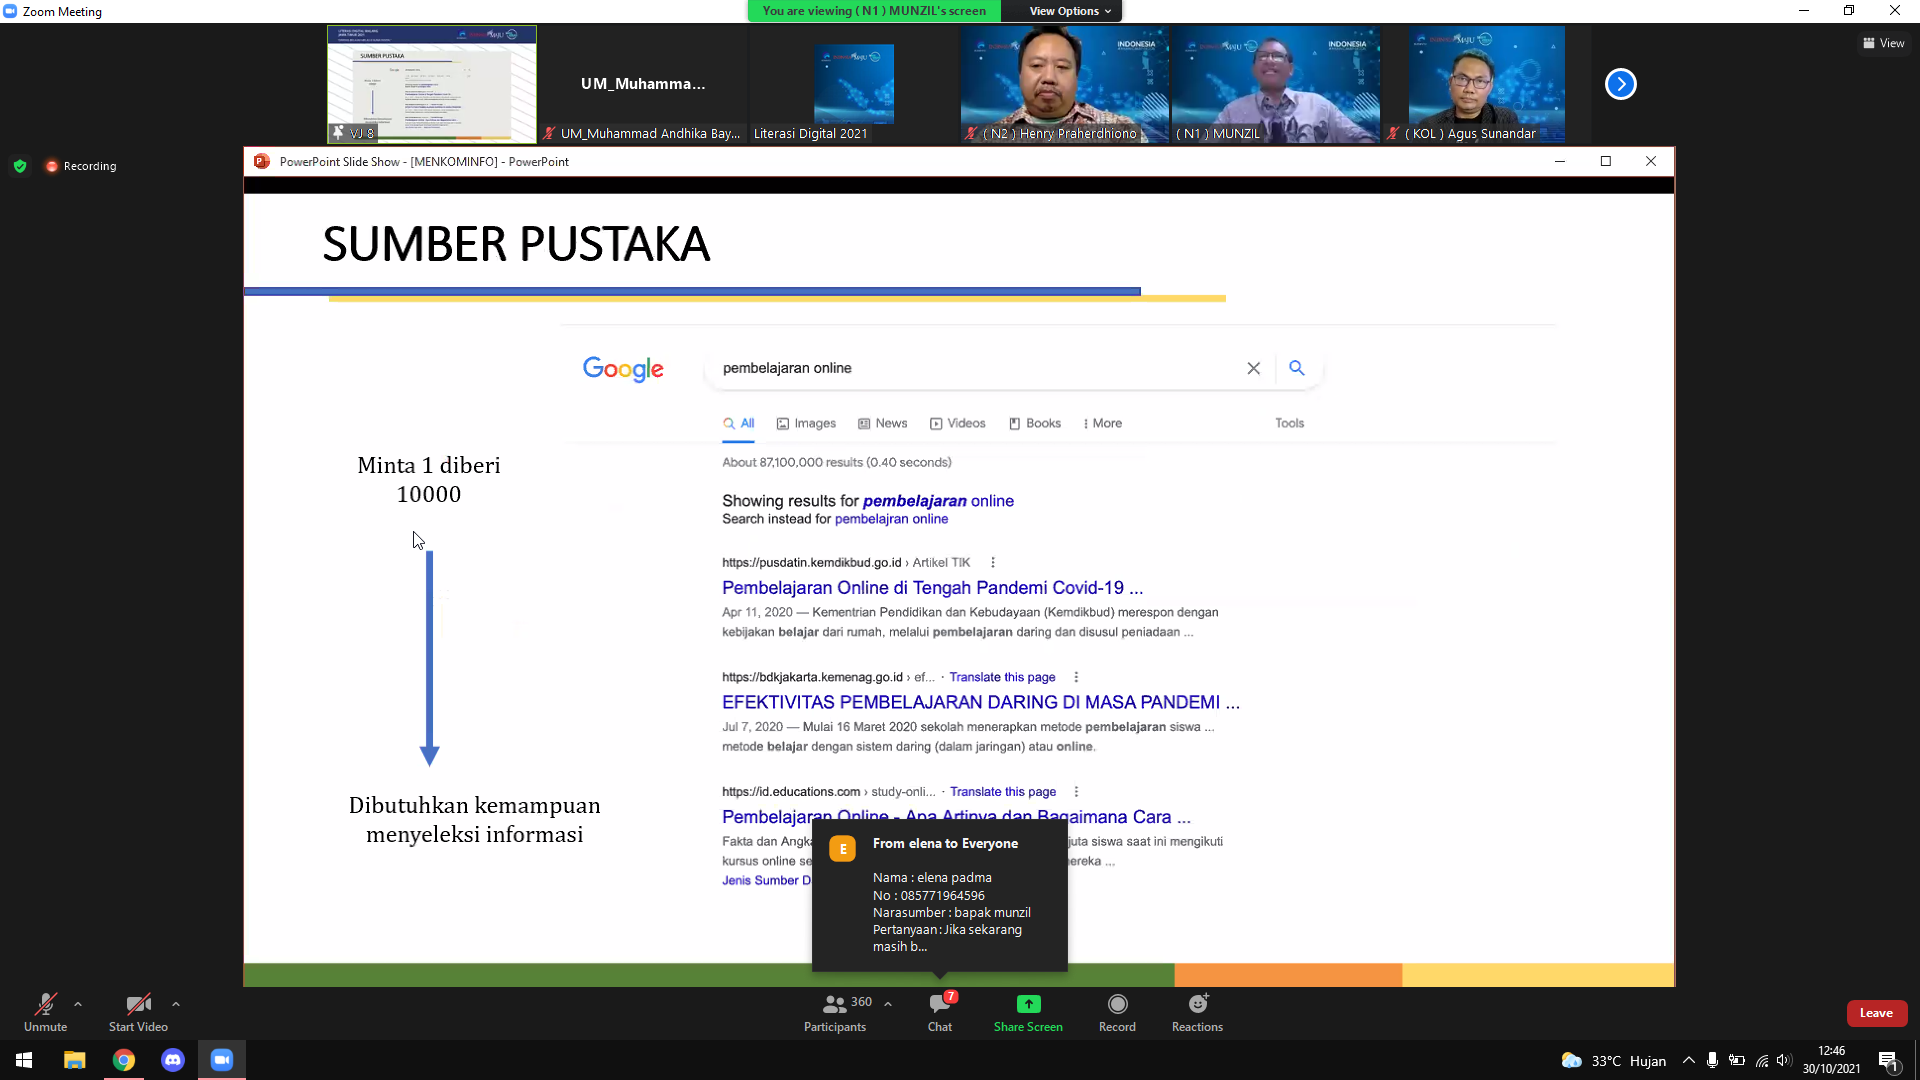 Zoom Meeting
You are viewing ( N1 ) MUNZIL's screen
View Options
View
LITERASI DIGITAL MALANG
JAWA TIMUR 2021
SUMBER PUSTAKA
VJ 8
UM_Muhamma...
UM_Muhammad Andhika Bay...
Literasi Digital 2021
INDONESIA
( N2 ) Henry Praherdhiono
INDONESIA
( N1 ) MUNZIL
( KOL ) Agus Sunandar
Recording
PowerPoint Slide Show - [MENKOMINFO] - PowerPoint
SUMBER PUSTAKA
Google
pembelajaran online
All
Images
News
Videos
Books
More
Tools
About 87,100,000 results (0.40 seconds)
Minta 1 diberi
10000
Showing results for pembelajaran online
Search instead for pembelajran online
https://pusdatin.kemdikbud.go.id › Artikel TIK
Pembelajaran Online di Tengah Pandemi Covid-19 ...
Apr 11, 2020 — Kementrian Pendidikan dan Kebudayaan (Kemdikbud) merespon dengan
kebijakan belajar dari rumah, melalui pembelajaran daring dan disusul peniadaan ...
https://bdkjakarta.kemenag.go.id › ef... · Translate this page
EFEKTIVITAS PEMBELAJARAN DARING DI MASA PANDEMI ...
Jul 7, 2020 — Mulai 16 Maret 2020 sekolah menerapkan metode pembelajaran siswa ...
metode belajar dengan sistem daring (dalam jaringan) atau online.
https://id.educations.com › study-onli... · Translate this page
Pembelajaran Online - Apa Artinya dan Bagaimana Cara ...
Fakta dan Angka
juta siswa saat ini mengikuti
kursus online se
mereka ...
Jenis Sumber D
Dibutuhkan kemampuan
menyeleksi informasi
E
From elena to Everyone
Nama : elena padma
No : 085771964596
Narasumber : bapak munzil
Pertanyaan : Jika sekarang
masih b...
Unmute
Start Video
360
Participants
7
Chat
Share Screen
Record
Reactions
Leave
33°C Hujan
12:46
30/10/2021
1